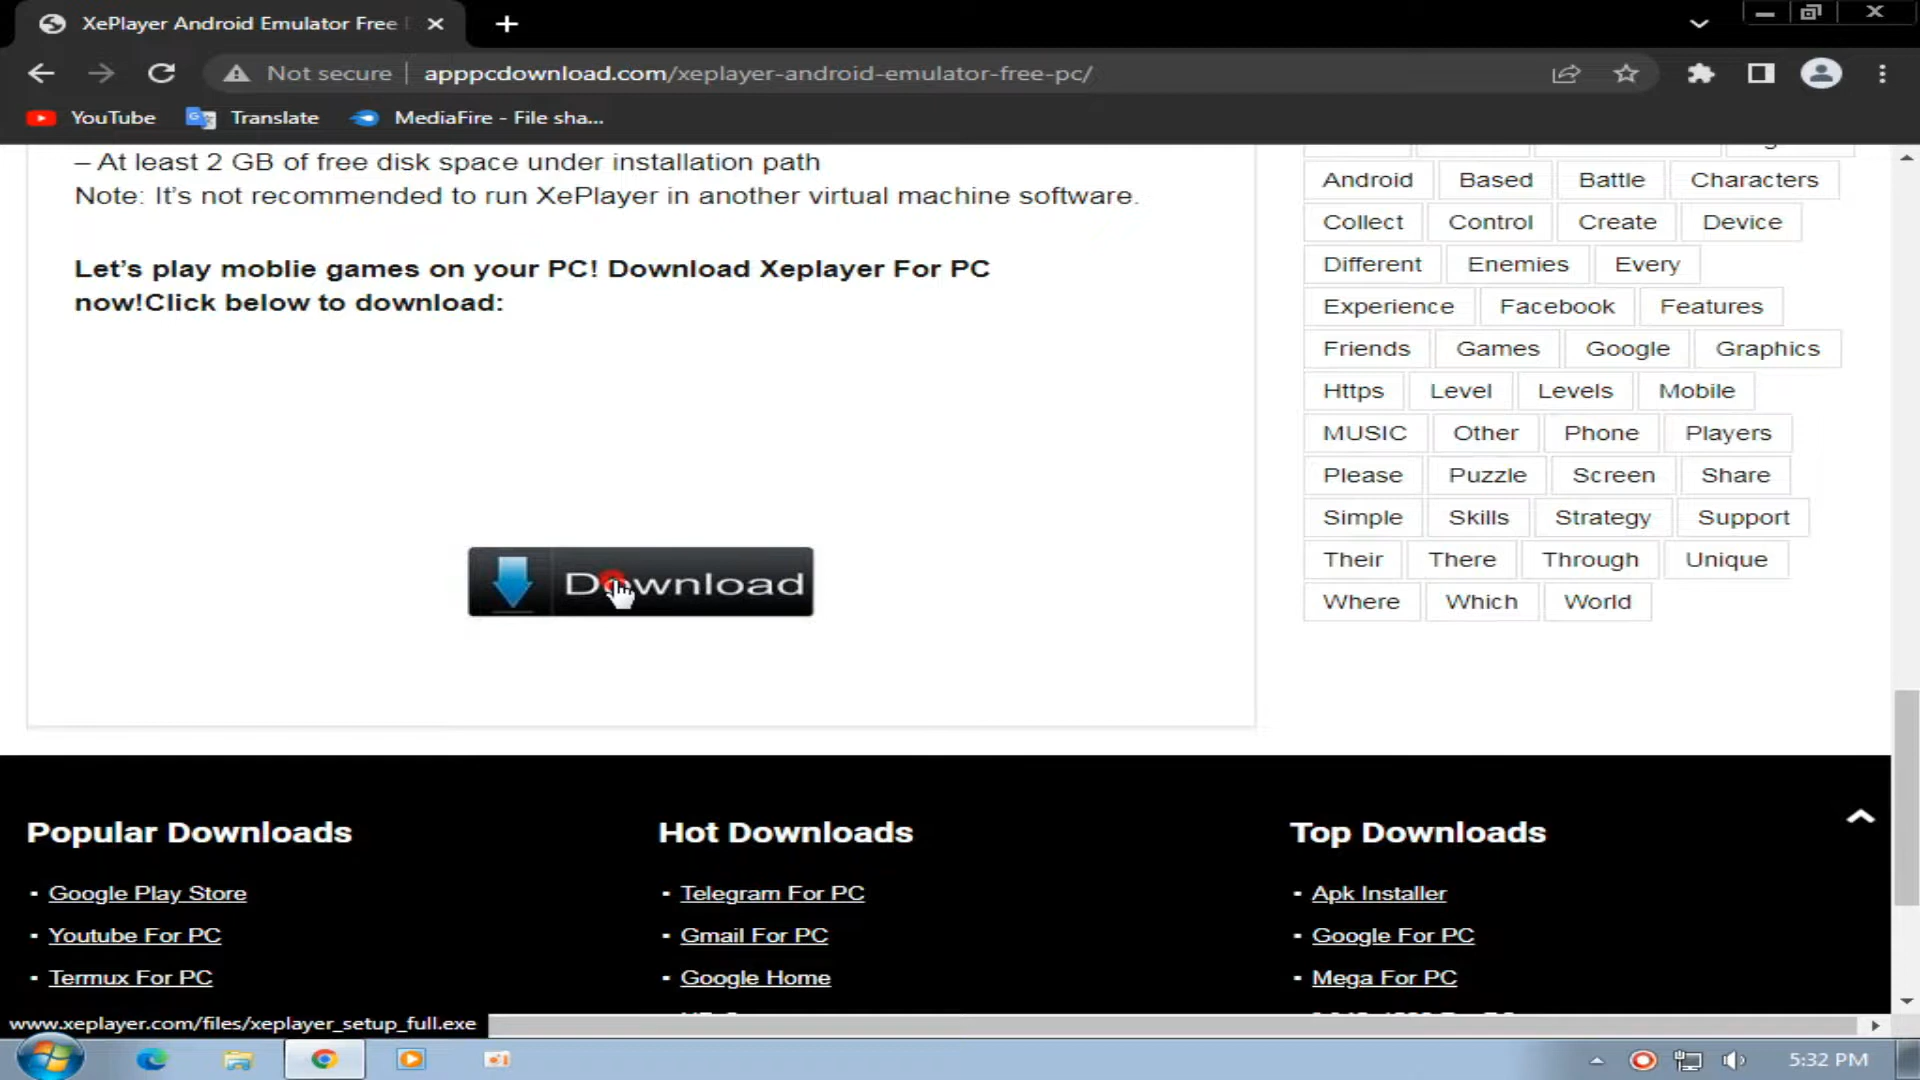 XePlayer Android Emulator Free
Not secure
apppcdownload.com/xeplayer-android-emulator-free-pc/
YouTube
Translate
MediaFire - File sha...
– At least 2 GB of free disk space under installation path
Note: It's not recommended to run XePlayer in another virtual machine software.
Let's play moblie games on your PC! Download Xeplayer For PC
now!Click below to download:
Download
Android Based Battle Characters
Collect Control Create Device
Different Enemies Every
Experience Facebook Features
Friends Games Google Graphics
Https Level Levels Mobile
MUSIC Other Phone Players
Please Puzzle Screen Share
Simple Skills Strategy Support
Their There Through Unique
Where Which World
Popular Downloads
Google Play Store
Youtube For PC
Termux For PC
Hot Downloads
Telegram For PC
Gmail For PC
Google Home
Top Downloads
Apk Installer
Google For PC
Mega For PC
www.xeplayer.com/files/xeplayer_setup_full.exe
5:32 PM